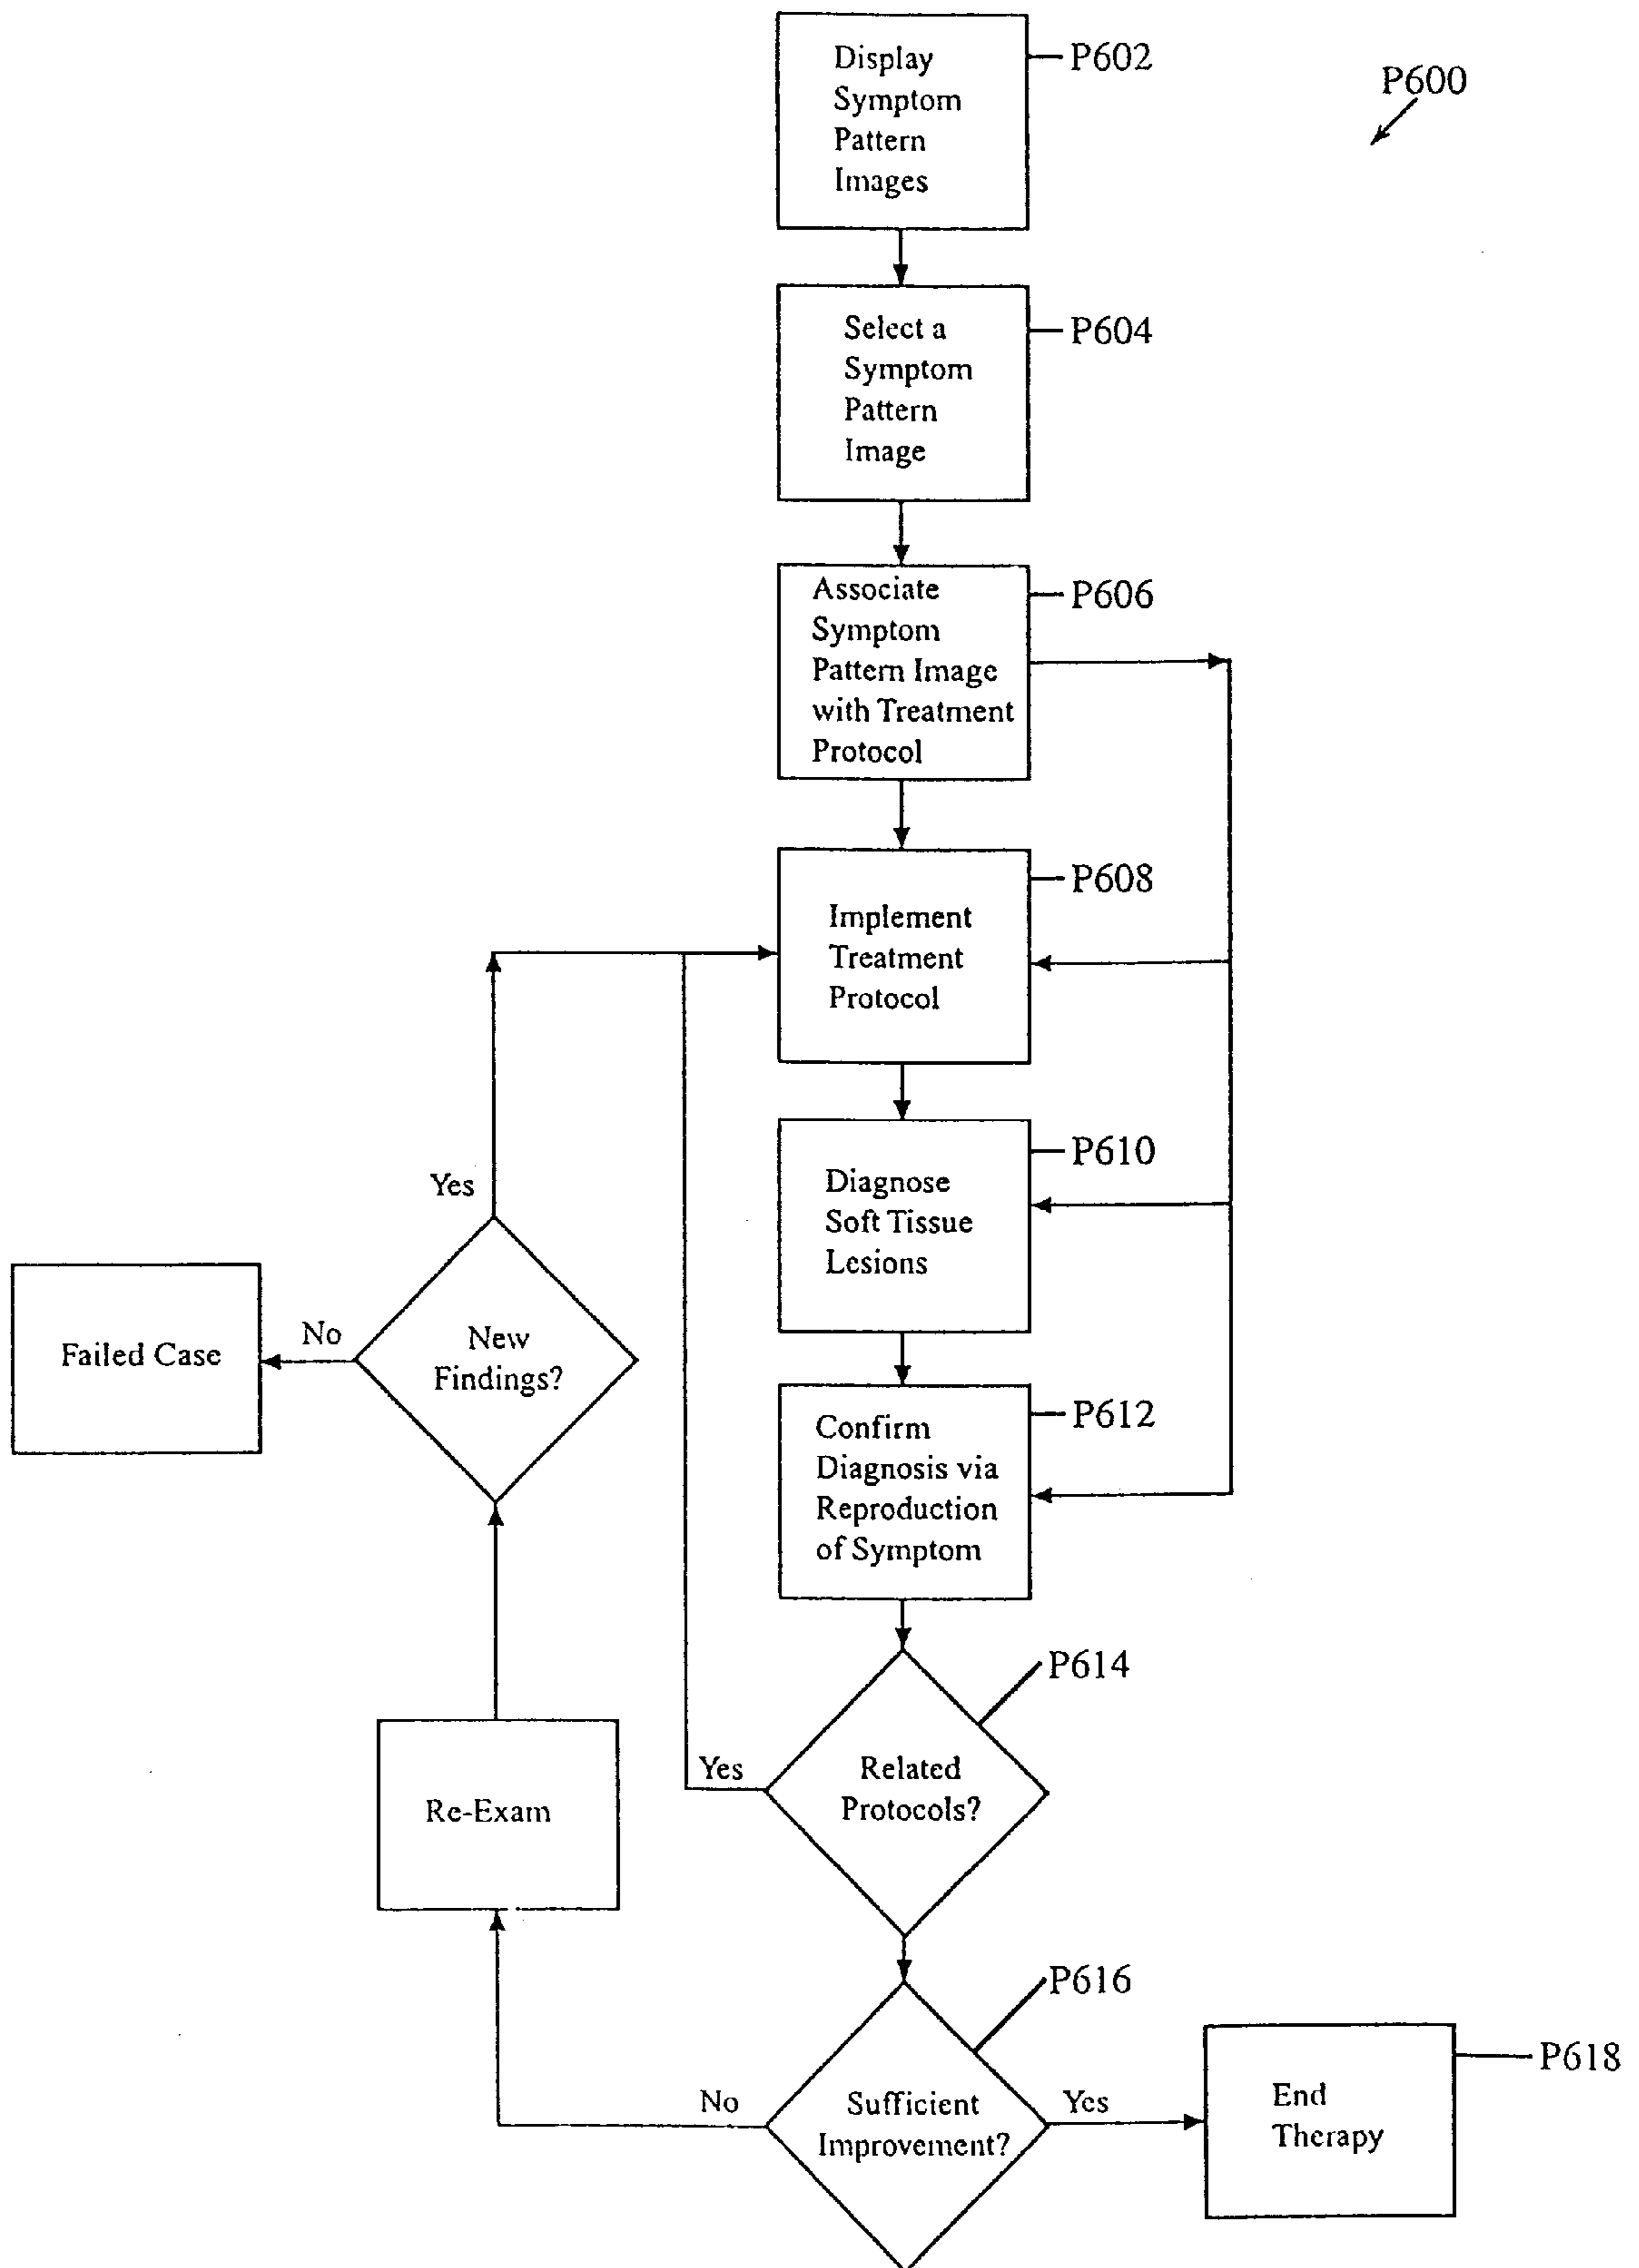 Display
Symptom
Pattern
Images
P602
P600
Select a
Symptom
Pattern
Image
P604
Associate
Symptom
Pattern Image
with Treatment
Protocol
P606
Implement
Treatment
Protocol
P608
Diagnose
Soft Tissue
Lesions
P610
Yes
New
Findings?
No
Failed Case
Confirm
Diagnosis via
Reproduction
of Symptom
P612
P614
Related
Protocols?
Yes
Re-Exam
P616
Sufficient
Improvement?
No
Yes
End
Therapy
P618